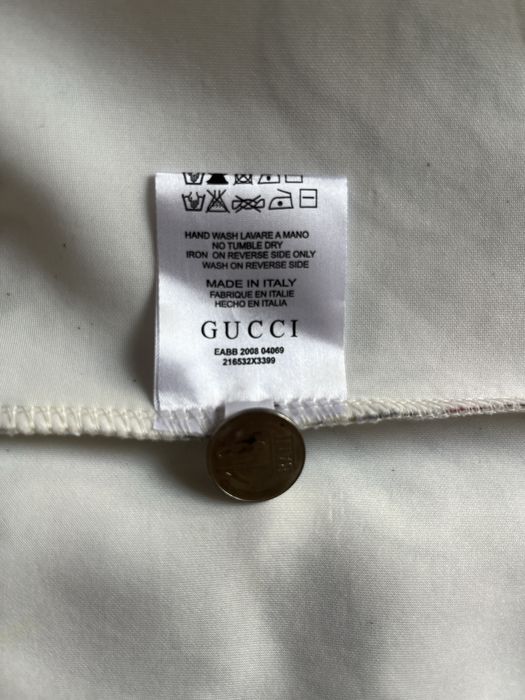 HAND WASH LAVARE A MANO
NO TUMBLE DRY
IRON ON REVERSE SIDE ONLY
WASH ON REVERSE SIDE
MADE IN ITALY
FABRIQUE EN ITALIE
HECHO EN ITALIA
GUCCI
EABB 2008 04069
216532X3399